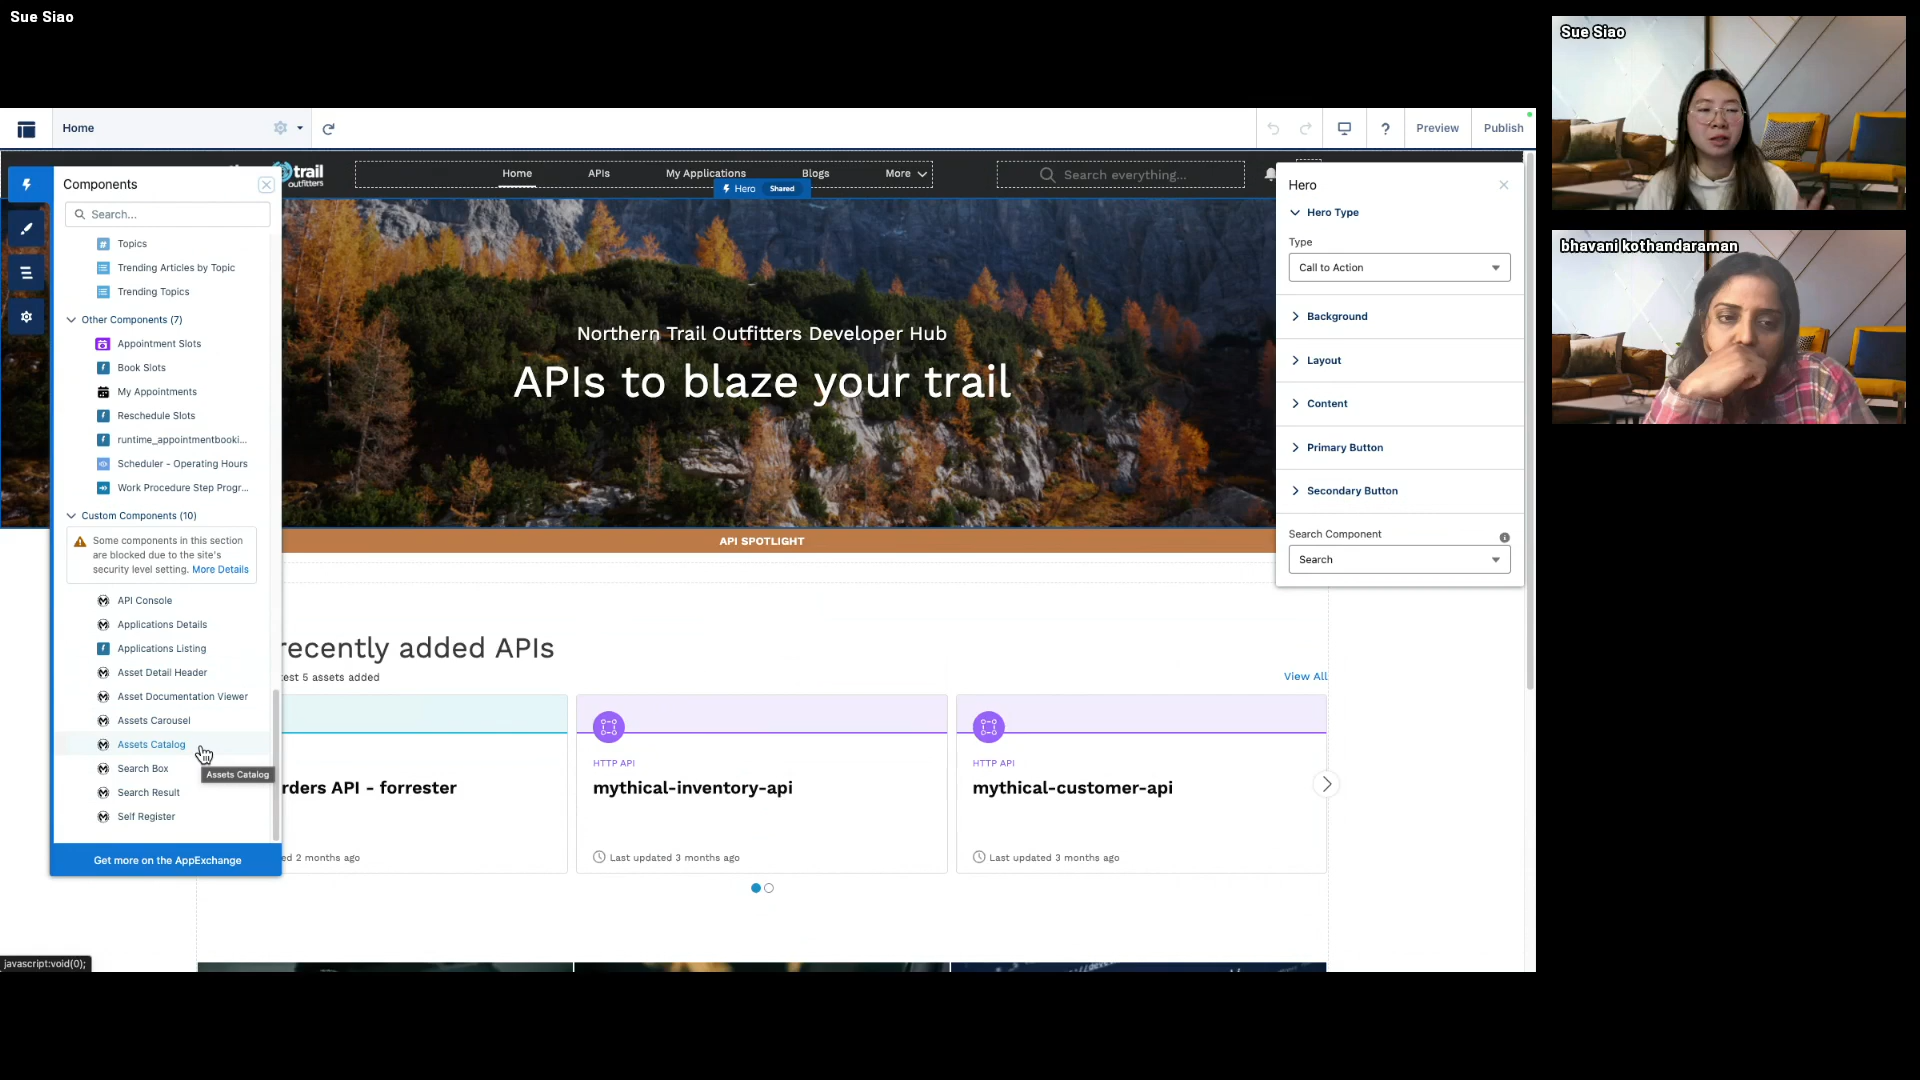 Sue Siao
Sue Siao
bhavani kothandaraman
Home
?
Preview
Publish
trail
outfitters
Home
APIs
My Applications
Blogs
More
Search everything...
Hero
Shared
Components
Search...
Topics
Trending Articles by Topic
Trending Topics
Other Components (7)
Appointment Slots
Book Slots
My Appointments
Reschedule Slots
runtime_appointmentbooki...
Scheduler - Operating Hours
Work Procedure Step Progr...
Custom Components (10)
Some components in this section
are blocked due to the site's
security level setting. More Details
API Console
Applications Details
Applications Listing
Asset Detail Header
Asset Documentation Viewer
Assets Carousel
Assets Catalog
Assets Catalog
Search Box
Search Result
Self Register
Get more on the AppExchange
Northern Trail Outfitters Developer Hub
APIs to blaze your trail
API SPOTLIGHT
recently added APIs
test 5 assets added
View All
rders API - forrester
ed 2 months ago
HTTP API
mythical-inventory-api
Last updated 3 months ago
HTTP API
mythical-customer-api
Last updated 3 months ago
Hero
Hero Type
Type
Call to Action
Background
Layout
Content
Primary Button
Secondary Button
Search Component
Search
javascript:void(0);